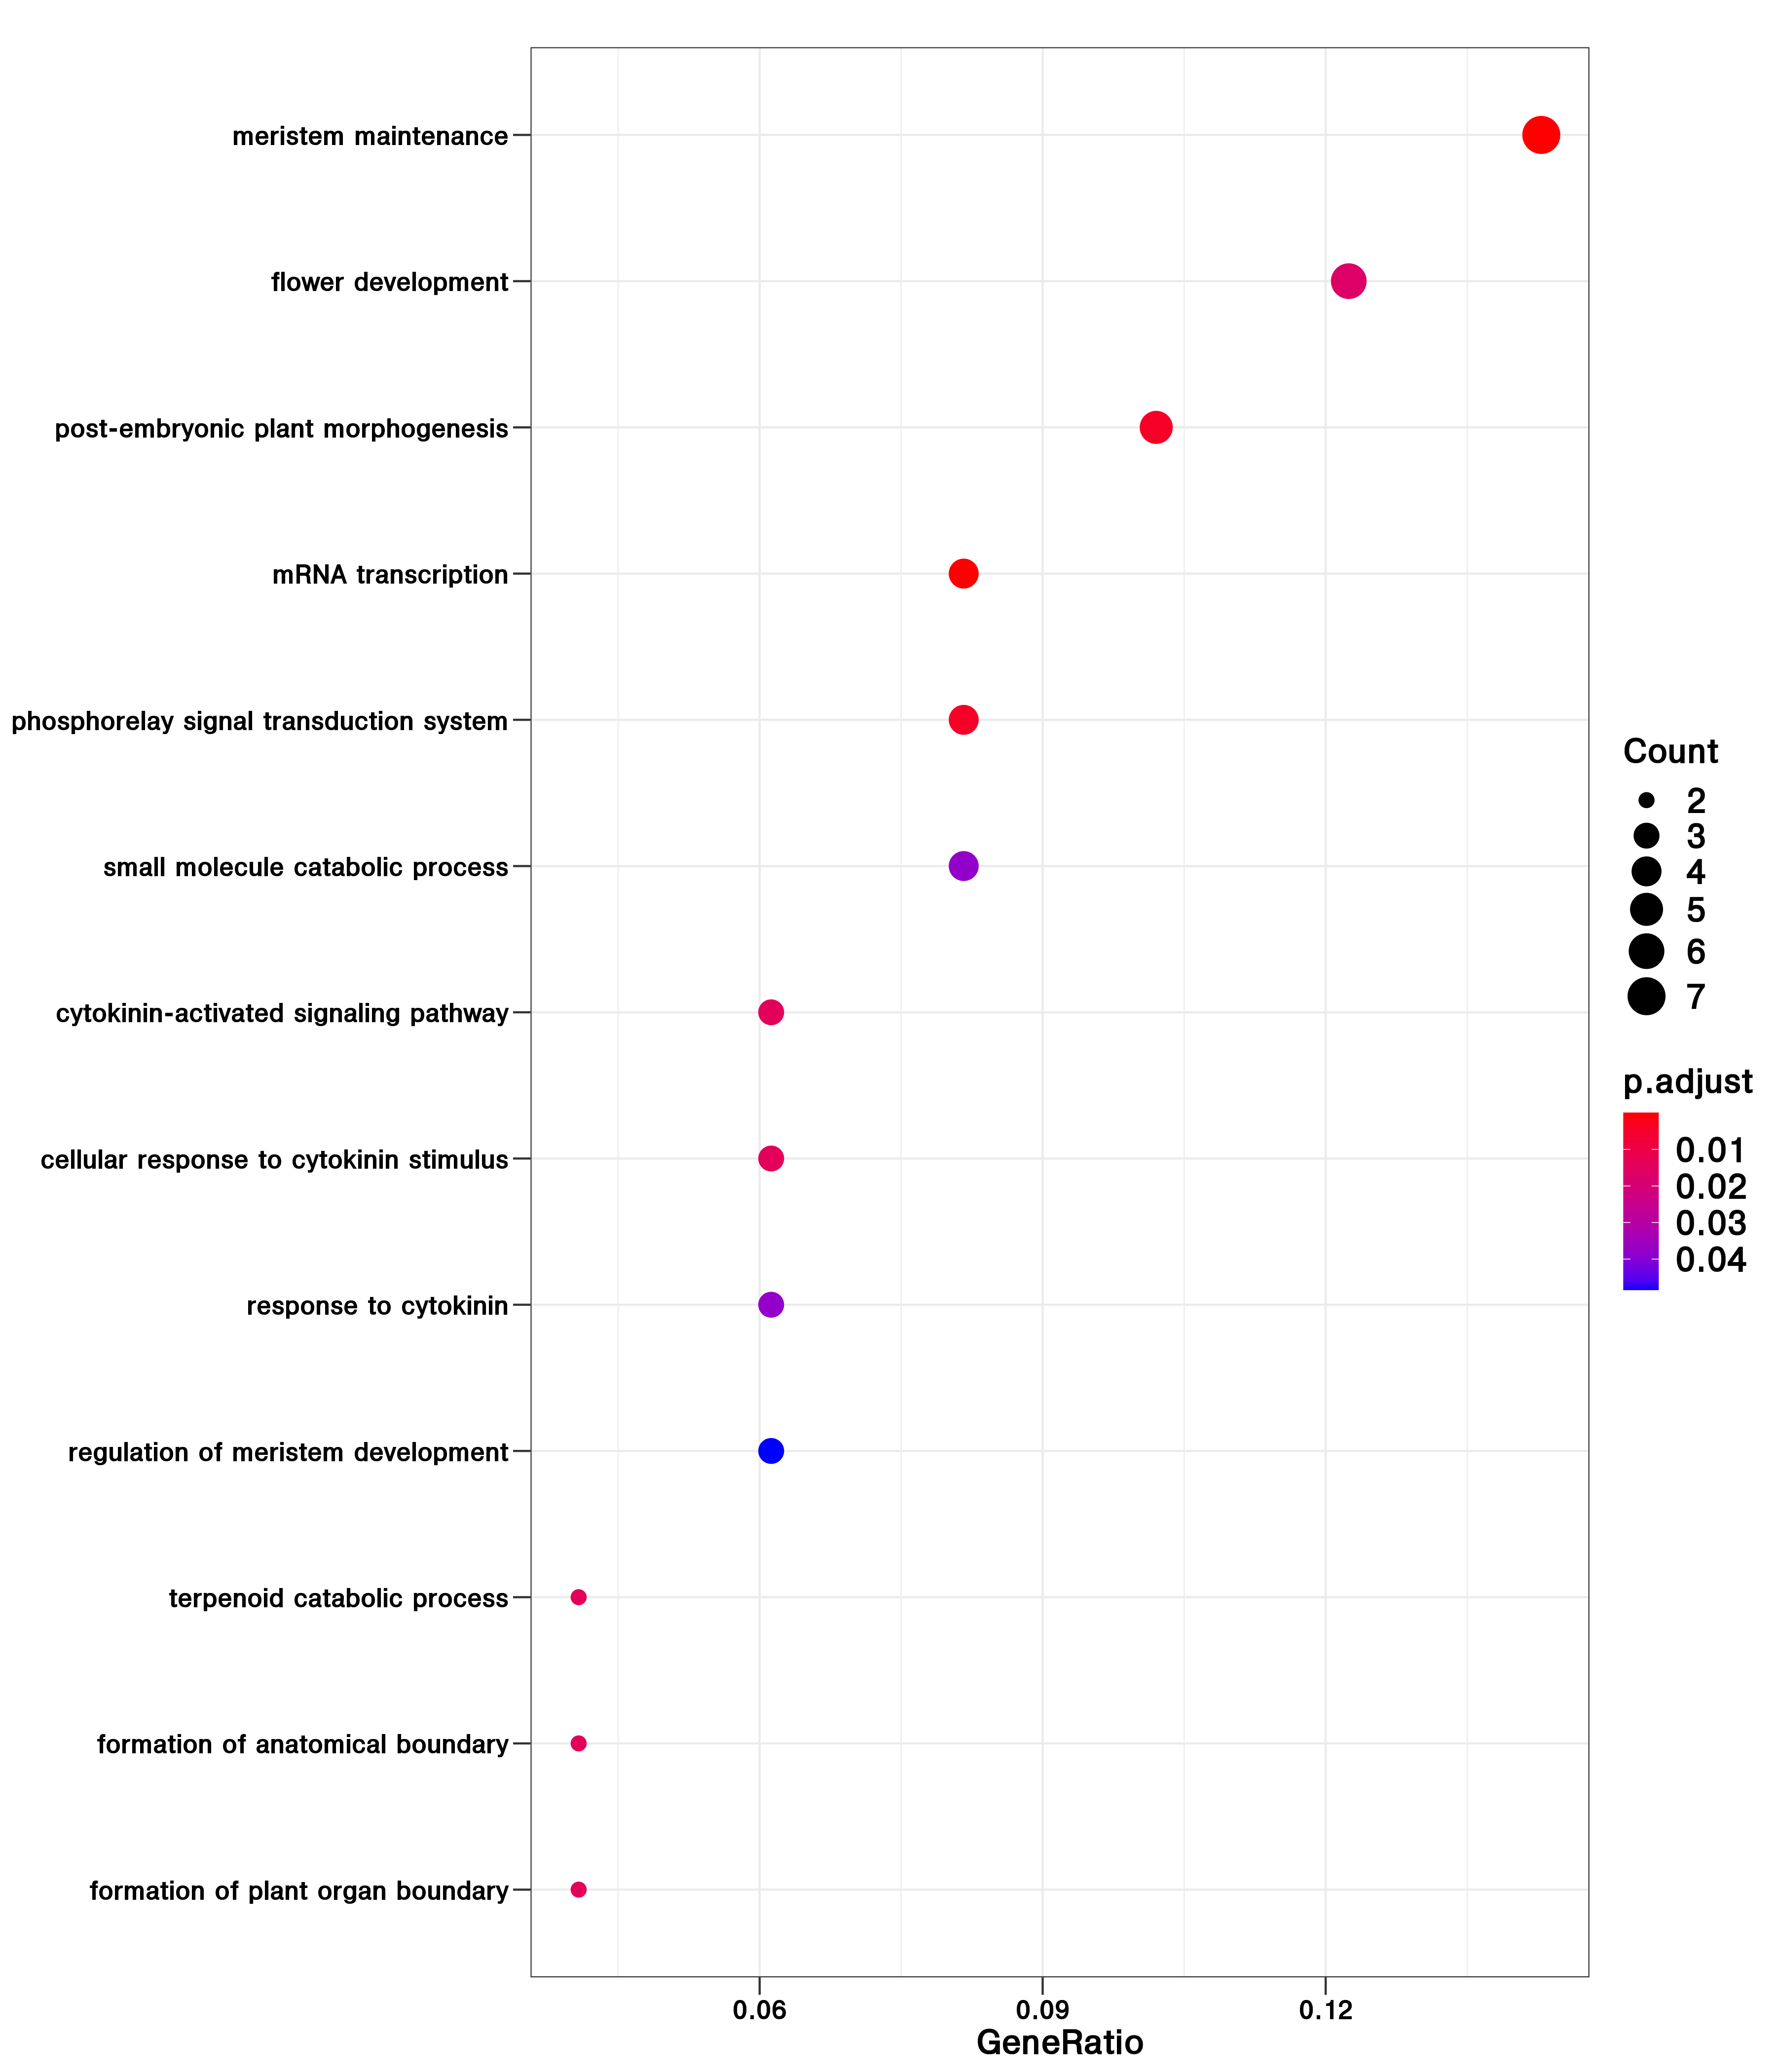 meristem maintenance
flower development
post-embryonic plant morphogenesis
mRNA transcription
phosphorelay signal transduction system
small molecule catabolic process
cytokinin-activated signaling pathway
cellular response to cytokinin stimulus
response to cytokinin
regulation of meristem development
terpenoid catabolic process
formation of anatomical boundary
formation of plant organ boundary
0.06 0.09 0.12
GeneRatio
Count
2
3
4
5
6
7
p.adjust
0.01
0.02
0.03
0.04